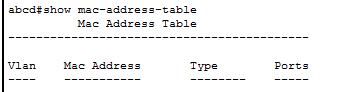 abcd#show mac-address-table
Mac Address Table
-------------------------------------------
Vlan Mac Address Type Ports
---- ----------- -------- -----